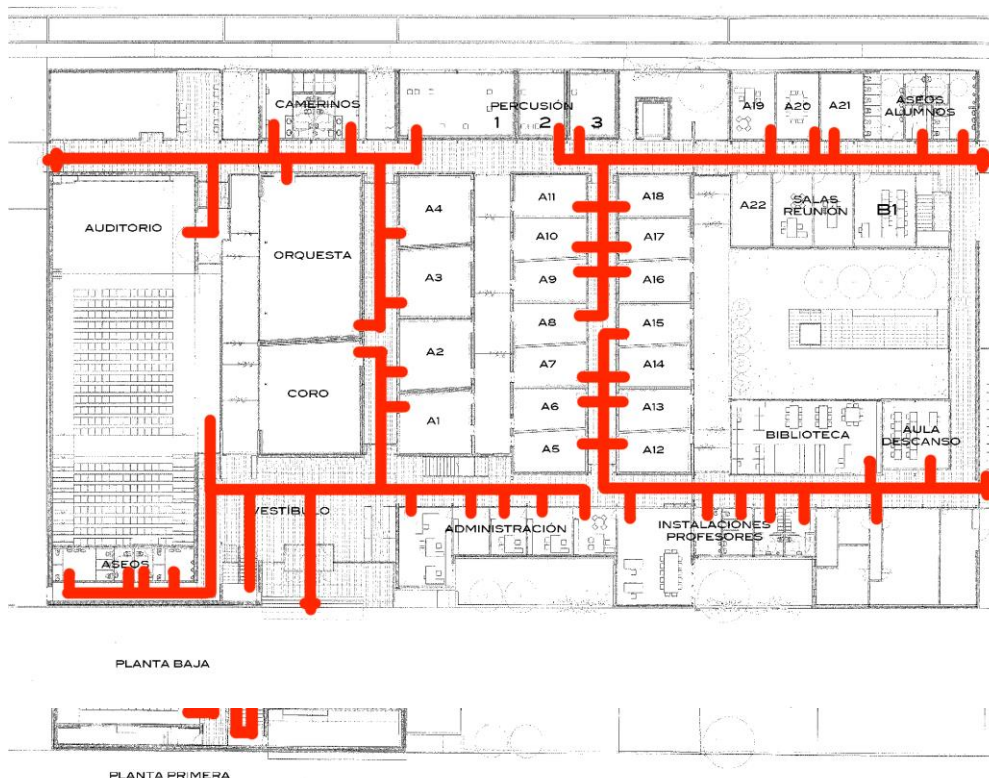 CAMERINOS
PERCUSIÓN
1
2
3
A19
A20
A21
ASEOS
ALUMNOS
AUDITORIO
ORQUESTA
CORO
A4
A3
A2
A1
A11
A10
A9
A8
A7
A6
A5
A18
A17
A16
A15
A14
A13
A12
A22
SALAS
REUNIÓN
B1
BIBLIOTECA
AULA
DESCANSO
VESTÍBULO
ADMINISTRACIÓN
INSTALACIONES
PROFESORES
ASEOS
PLANTA BAJA
PLANTA PRIMERA